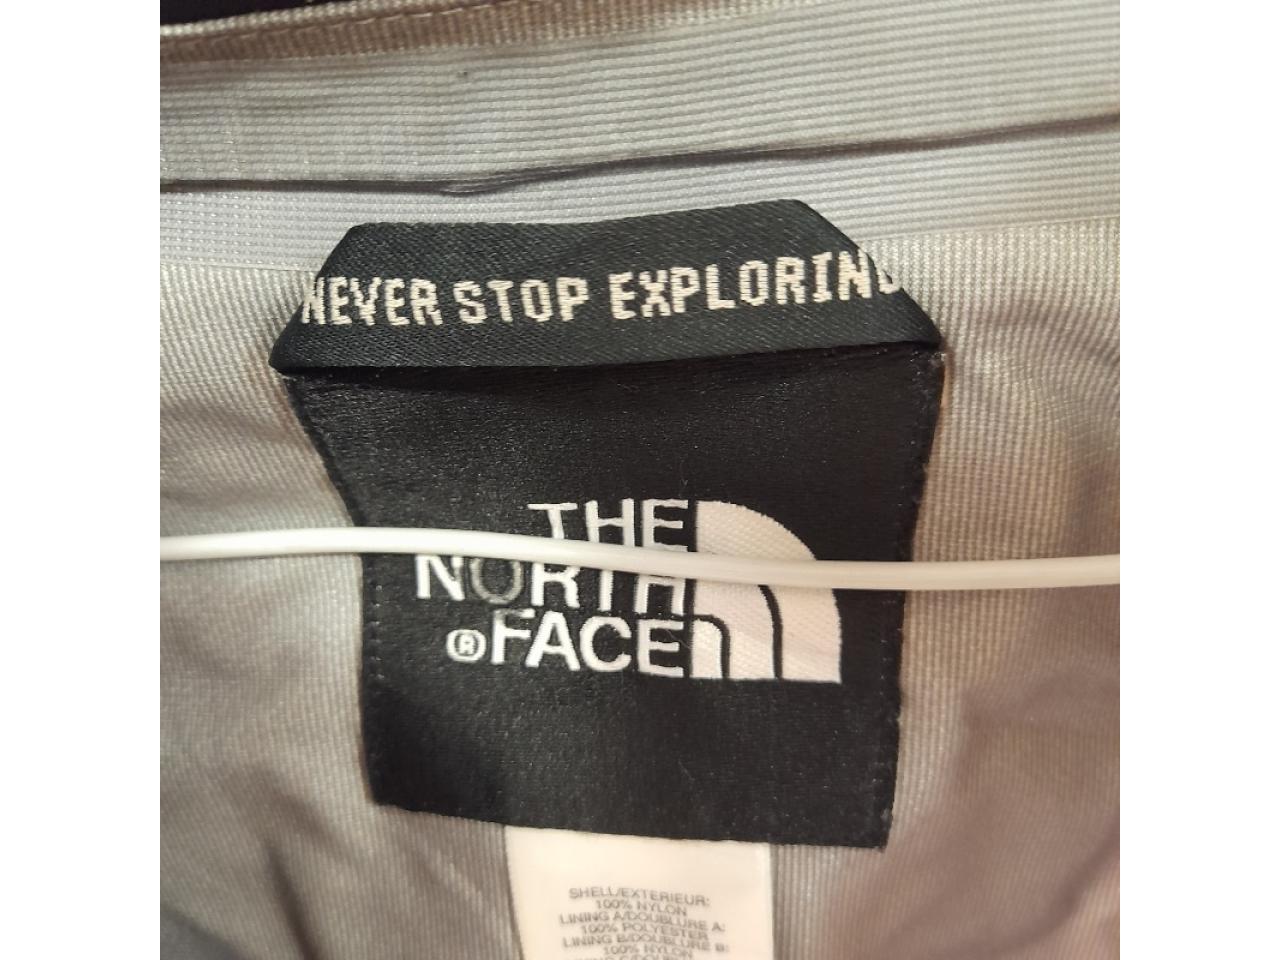 NEVER STOP EXPLORING
THE
NORTH
®FACE
SHELL/EXTERIEUR:
100% NYLON
LINING A/DOUBLURE A:
100% POLYESTER
LINING B/DOUBLURE B:
100% NYLON